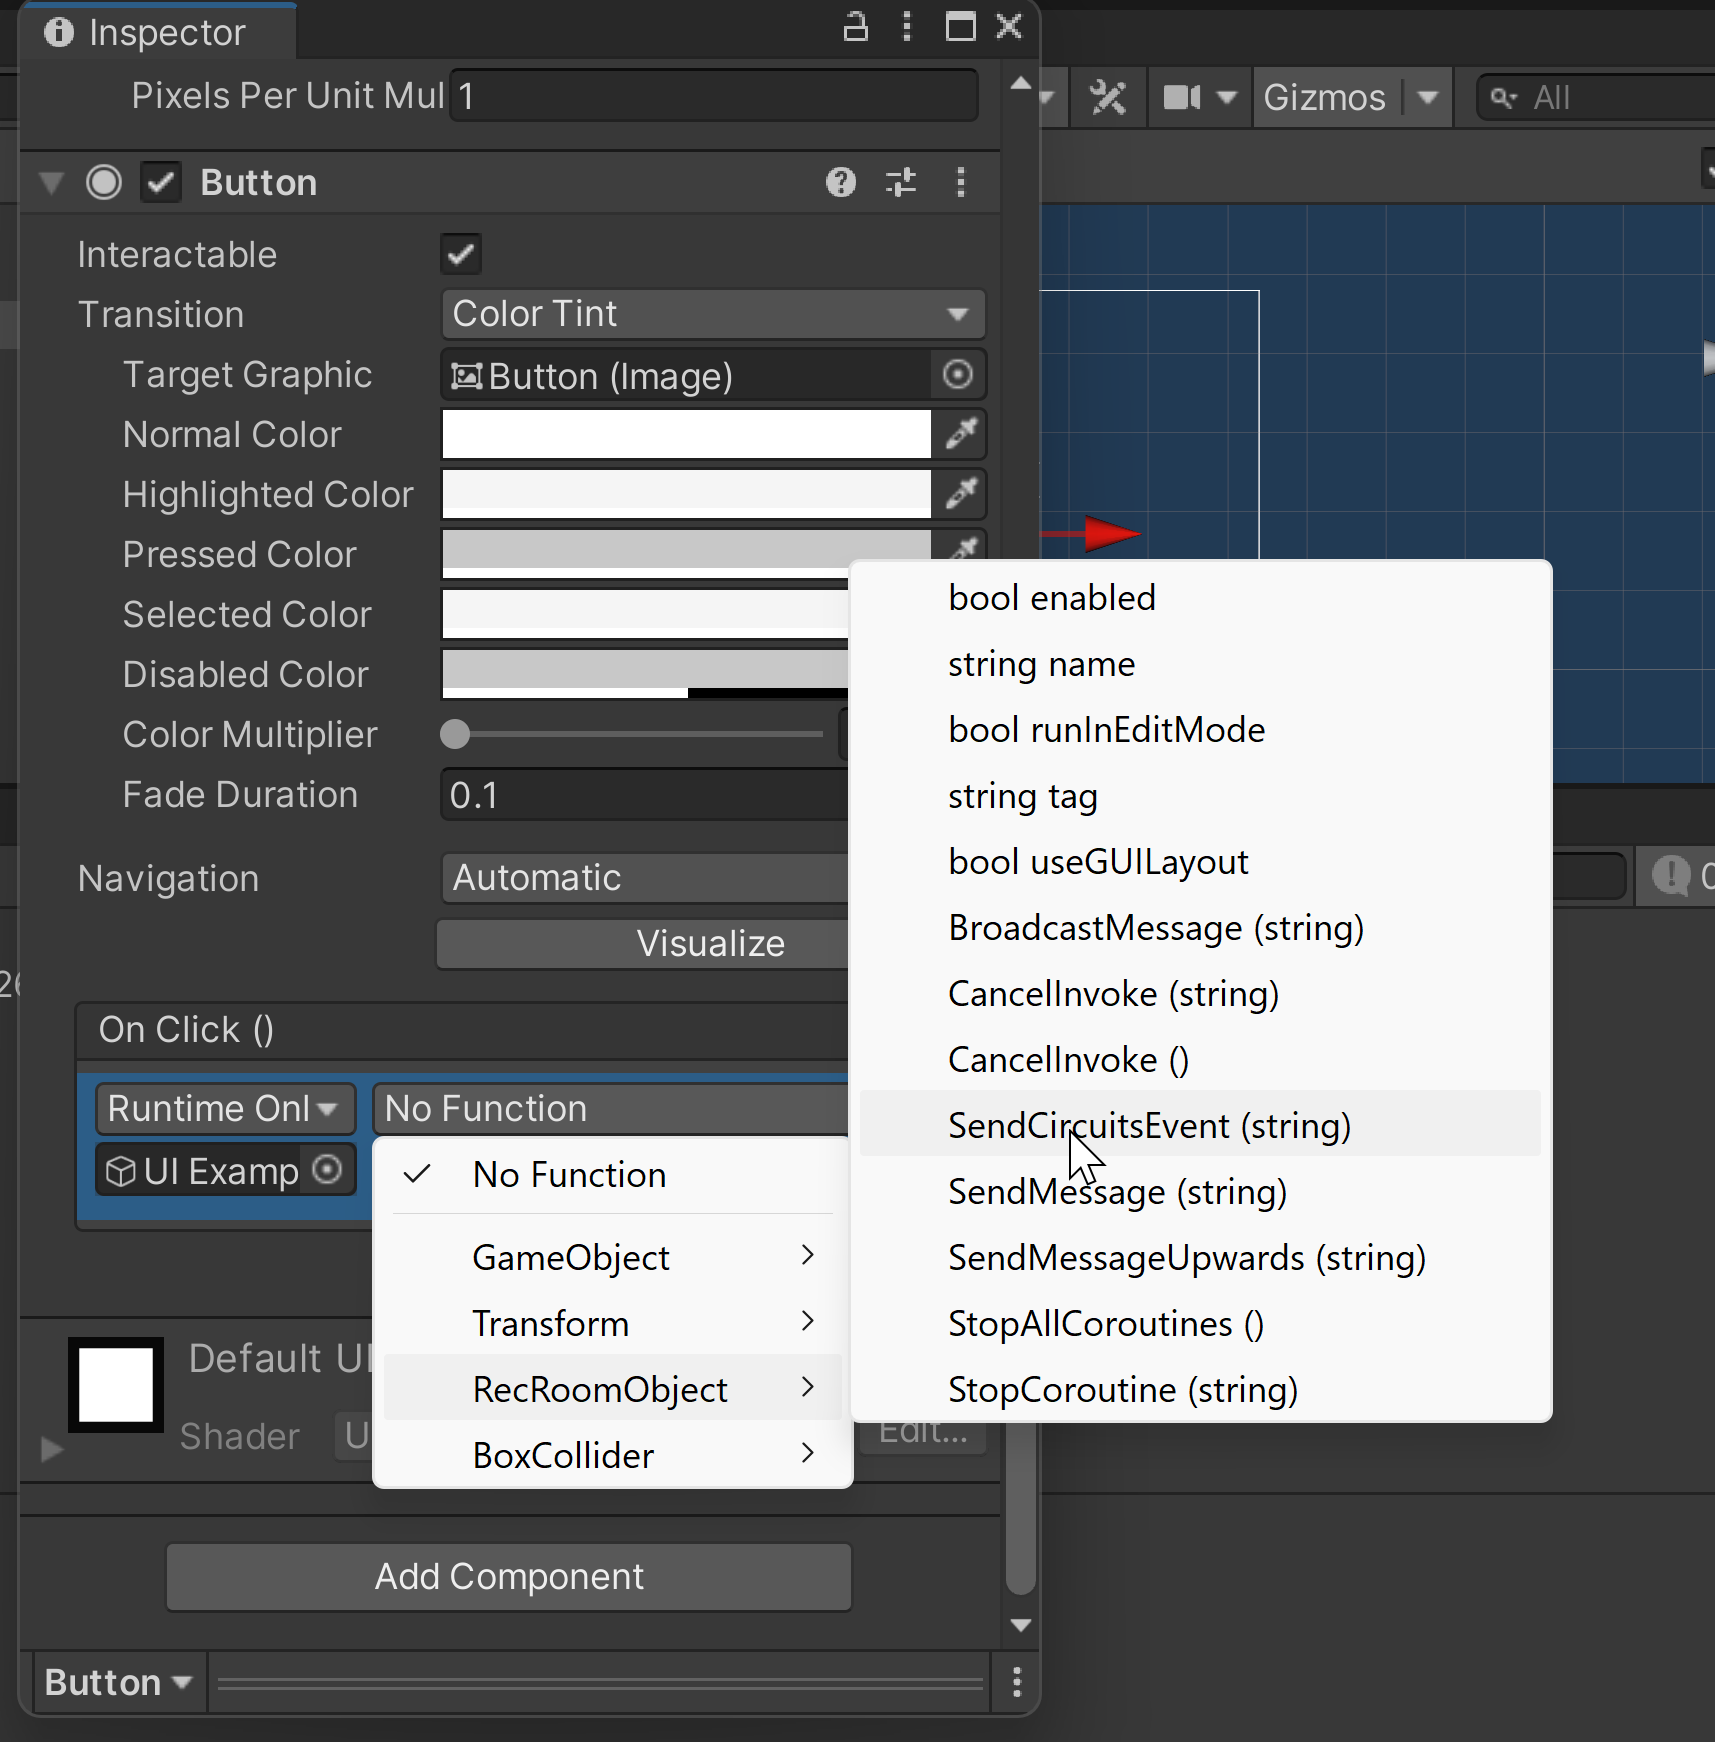 Inspector
Pixels Per Unit Mul 1
Gizmos
All
Button
Interactable
Transition Color Tint
Target Graphic Button (Image)
Normal Color
Highlighted Color
Pressed Color
Selected Color
Disabled Color
Color Multiplier
Fade Duration 0.1
Navigation Automatic
Visualize
On Click ()
Runtime Onl No Function
UI Examp
No Function
GameObject
Transform
RecRoomObject
BoxCollider
bool enabled
string name
bool runInEditMode
string tag
bool useGUILayout
BroadcastMessage (string)
CancelInvoke (string)
CancelInvoke ()
SendCircuitsEvent (string)
SendMessage (string)
SendMessageUpwards (string)
StopAllCoroutines ()
StopCoroutine (string)
Default UI
Shader U
Edit...
Add Component
Button